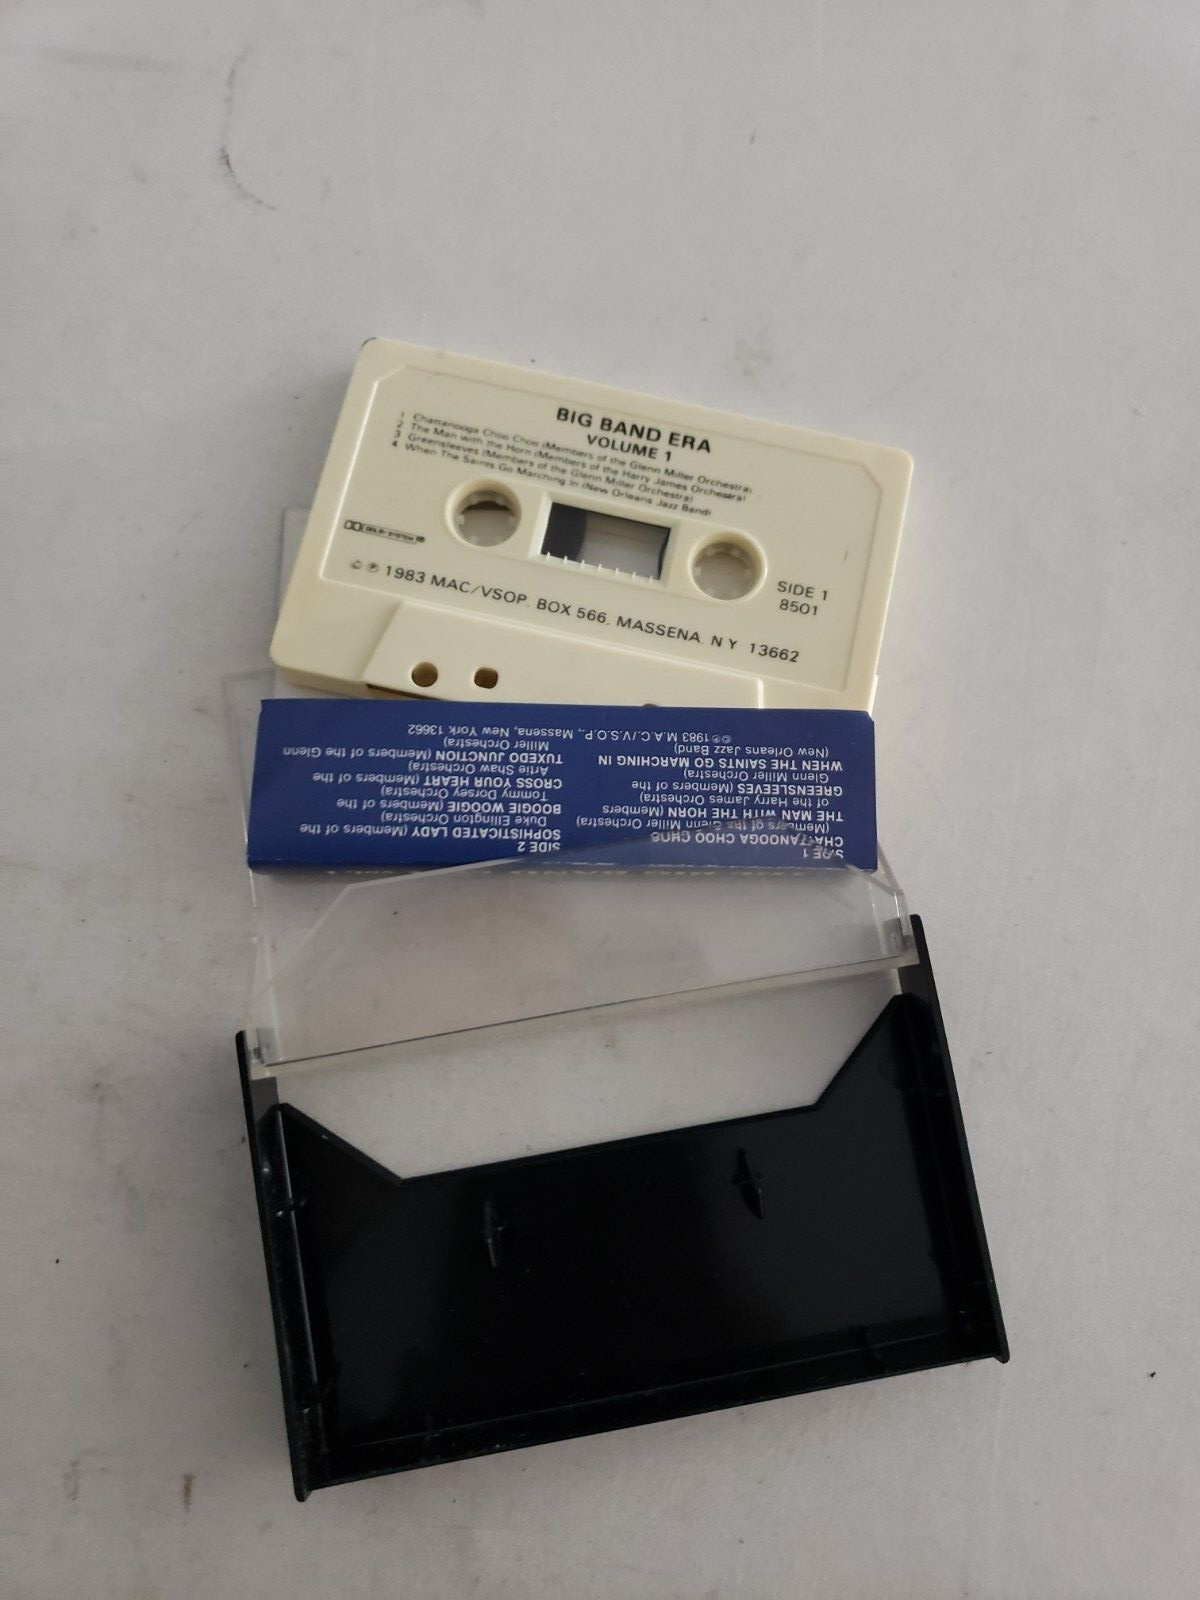 BIG BAND ERA
VOLUME 1
1 Chattanooga Choo Choo (Members of the Glenn Miller Orchestra)
2 The Man with the Horn (Members of the Harry James Orchestra)
3 Greensleeves (Members of the Glenn Miller Orchestra)
4 When The Saints Go Marching In (New Orleans Jazz Band)
DOLBY SYSTEM
SIDE 1
8501
© ℗ 1983 MAC/VSOP. BOX 566. MASSENA. N Y 13662
SIDE 1
CHATTANOOGA CHOO CHOO
(Members of the Glenn Miller Orchestra)
THE MAN WITH THE HORN (Members
of the Harry James Orchestra)
GREENSLEEVES (Members of the
Glenn Miller Orchestra)
WHEN THE SAINTS GO MARCHING IN
(New Orleans Jazz Band)
SIDE 2
SOPHISTICATED LADY (Members of the
Duke Ellington Orchestra)
BOOGIE WOOGIE (Members of the
Tommy Dorsey Orchestra)
CROSS YOUR HEART (Members of the
Artie Shaw Orchestra)
TUXEDO JUNCTION (Members of the Glenn
Miller Orchestra)
©℗ 1983 M.A.C./V.S.O.P., Massena, New York 13662